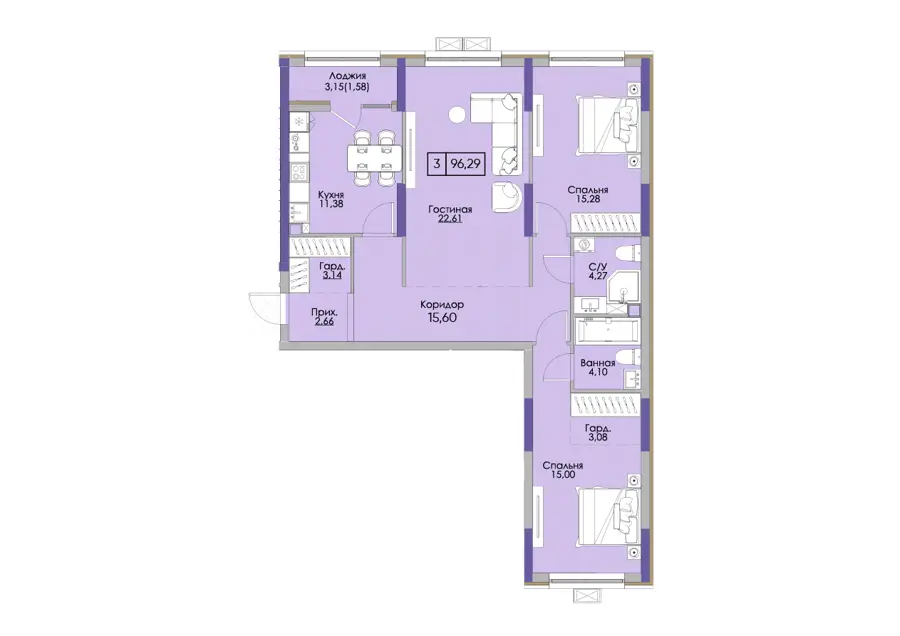 Лоджия
3,15(1,58)
3 96,29
Кухня
11,38
Гостиная
22,61
Спальня
15,28
Гард.
3,14
С/У
4,27
Прих.
2,66
Коридор
15,60
Ванная
4,10
Гард.
3,08
Спальня
15,00